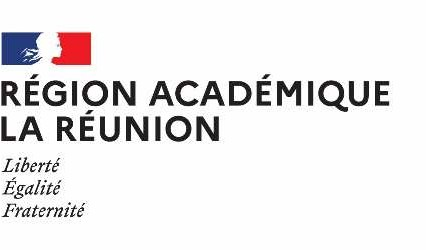 RÉGION ACADÉMIQUE
LA RÉUNION
Liberté
Égalité
Fraternité